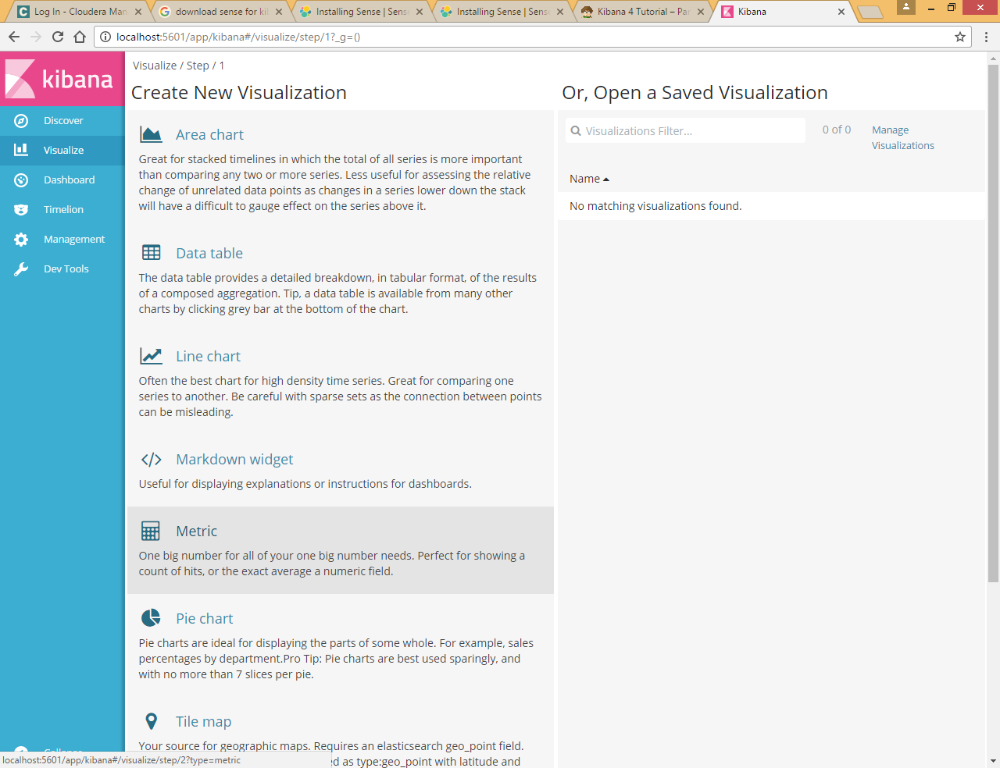 Log In - Cloudera Man
download sense for ki
Installing Sense | Sens
Installing Sense | Sens
Kibana 4 Tutorial – Pa
Kibana
localhost:5601/app/kibana#/visualize/step/1?_g=()
kibana
Discover
Visualize
Dashboard
Timelion
Management
Dev Tools
Visualize / Step / 1
Create New Visualization
Area chart
Great for stacked timelines in which the total of all series is more important
than comparing any two or more series. Less useful for assessing the relative
change of unrelated data points as changes in a series lower down the stack
will have a difficult to gauge effect on the series above it.
Data table
The data table provides a detailed breakdown, in tabular format, of the results
of a composed aggregation. Tip, a data table is available from many other
charts by clicking grey bar at the bottom of the chart.
Line chart
Often the best chart for high density time series. Great for comparing one
series to another. Be careful with sparse sets as the connection between points
can be misleading.
Markdown widget
Useful for displaying explanations or instructions for dashboards.
Metric
One big number for all of your one big number needs. Perfect for showing a
count of hits, or the exact average a numeric field.
Pie chart
Pie charts are ideal for displaying the parts of some whole. For example, sales
percentages by department.Pro Tip: Pie charts are best used sparingly, and
with no more than 7 slices per pie.
Tile map
Your source for geographic maps. Requires an elasticsearch geo_point field.
ed as type:geo_point with latitude and
Or, Open a Saved Visualization
Visualizations Filter...
0 of 0
Manage
Visualizations
Name
No matching visualizations found.
localhost:5601/app/kibana#/visualize/step/2?type=metric